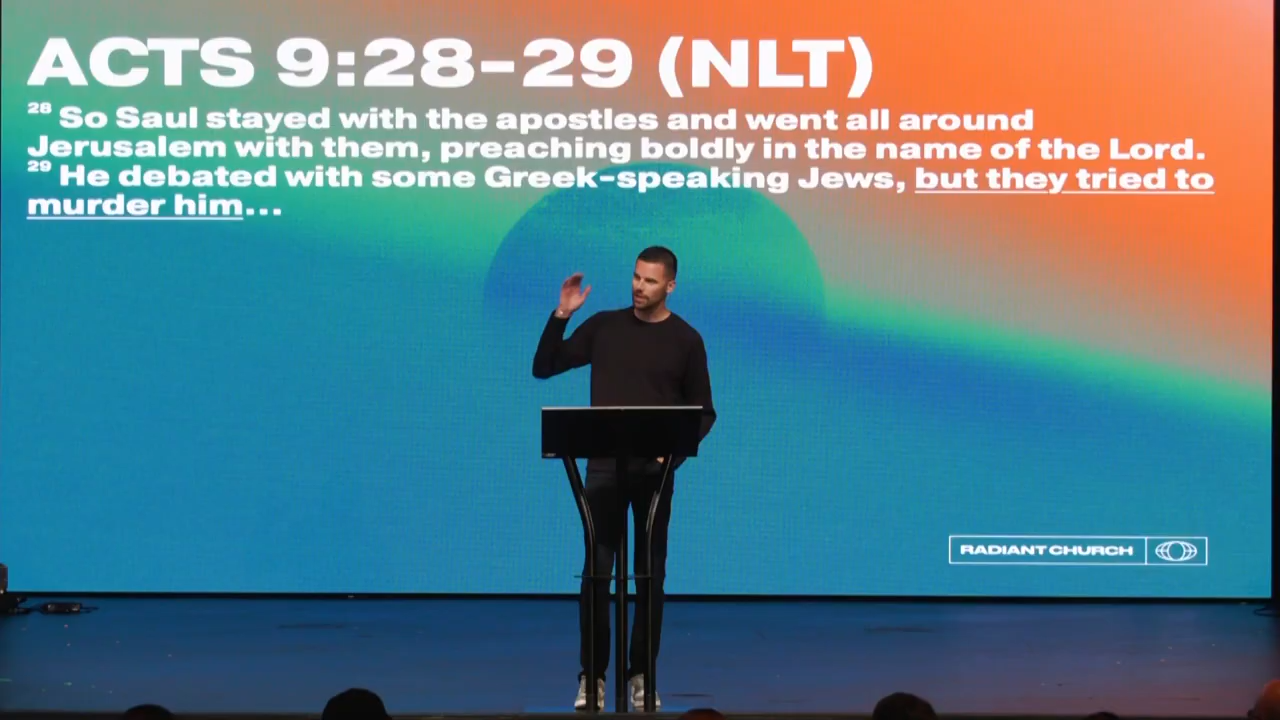 ACTS 9:28-29 (NLT)
28 So Saul stayed with the apostles and went all around
Jerusalem with them, preaching boldly in the name of the Lord.
29 He debated with some Greek-speaking Jews, but they tried to
murder him...
RADIANT CHURCH